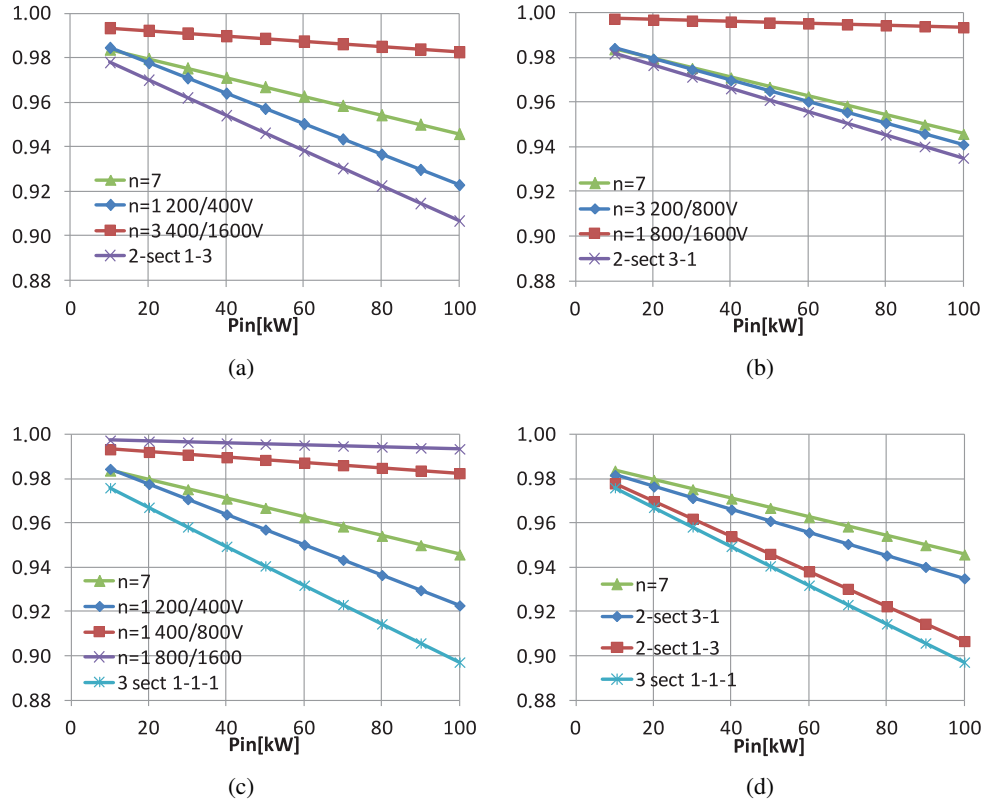 1.00
0.98
0.96
0.94
0.92
0.90
0.88
n=7
n=1 200/400V
n=3 400/1600V
2-sect 1-3
0 20 40 60 80 100
Pin[kW]
(a)
1.00
0.98
0.96
0.94
0.92
0.90
0.88
n=7
n=3 200/800V
n=1 800/1600V
2-sect 3-1
0 20 40 60 80 100
Pin[kW]
(b)
1.00
0.98
0.96
0.94
0.92
0.90
0.88
n=7
n=1 200/400V
n=1 400/800V
n=1 800/1600
3 sect 1-1-1
0 20 40 60 80 100
Pin[kW]
(c)
1.00
0.98
0.96
0.94
0.92
0.90
0.88
n=7
2-sect 3-1
2-sect 1-3
3 sect 1-1-1
0 20 40 60 80 100
Pin[kW]
(d)